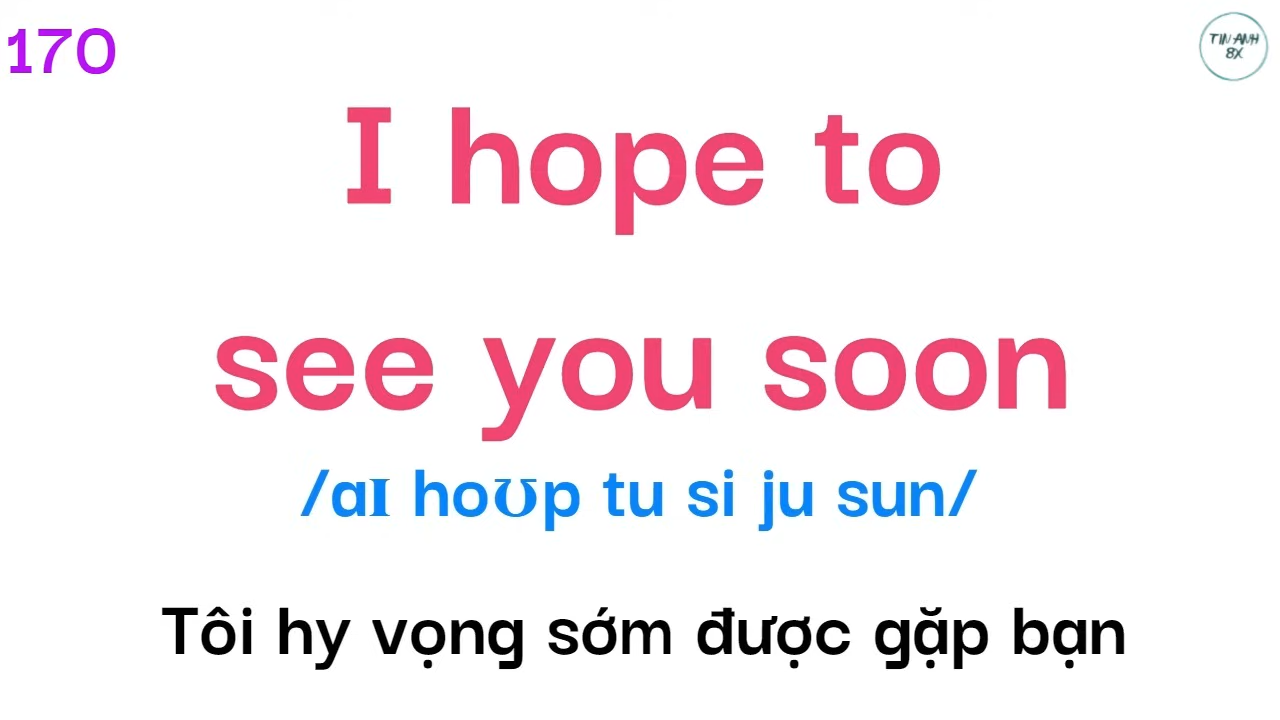 170
TIN ANH
8X
I hope to
see you soon
/aɪ hoʊp tu si ju sun/
Tôi hy vọng sớm được gặp bạn